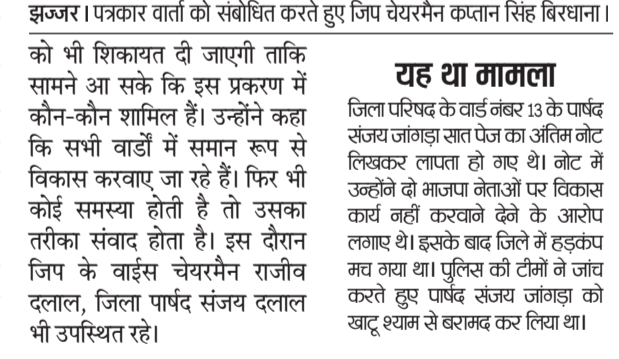 झज्जर। पत्रकार वार्ता को संबोधित करते हुए जिप चेयरमैन कप्तान सिंह बिरधाना।
को भी शिकायत दी जाएगी ताकि
सामने आ सके कि इस प्रकरण में
कौन-कौन शामिल हैं। उन्होंने कहा
कि सभी वार्डों में समान रूप से
विकास करवाए जा रहे हैं। फिर भी
कोई समस्या होती है तो उसका
तरीका संवाद होता है। इस दौरान
जिप के वाईस चेयरमैन राजीव
दलाल, जिला पार्षद संजय दलाल
भी उपस्थित रहे।
यह था मामला
जिला परिषद के वार्ड नंबर 13 के पार्षद
संजय जांगड़ा सात पेज का अंतिम नोट
लिखकर लापता हो गए थे। नोट में
उन्होंने दो भाजपा नेताओं पर विकास
कार्य नहीं करवाने देने के आरोप
लगाए थे। इसके बाद जिले में हड़कंप
मच गया था। पुलिस की टीमों ने जांच
करते हुए पार्षद संजय जांगड़ा को
खाटू श्याम से बरामद कर लिया था।